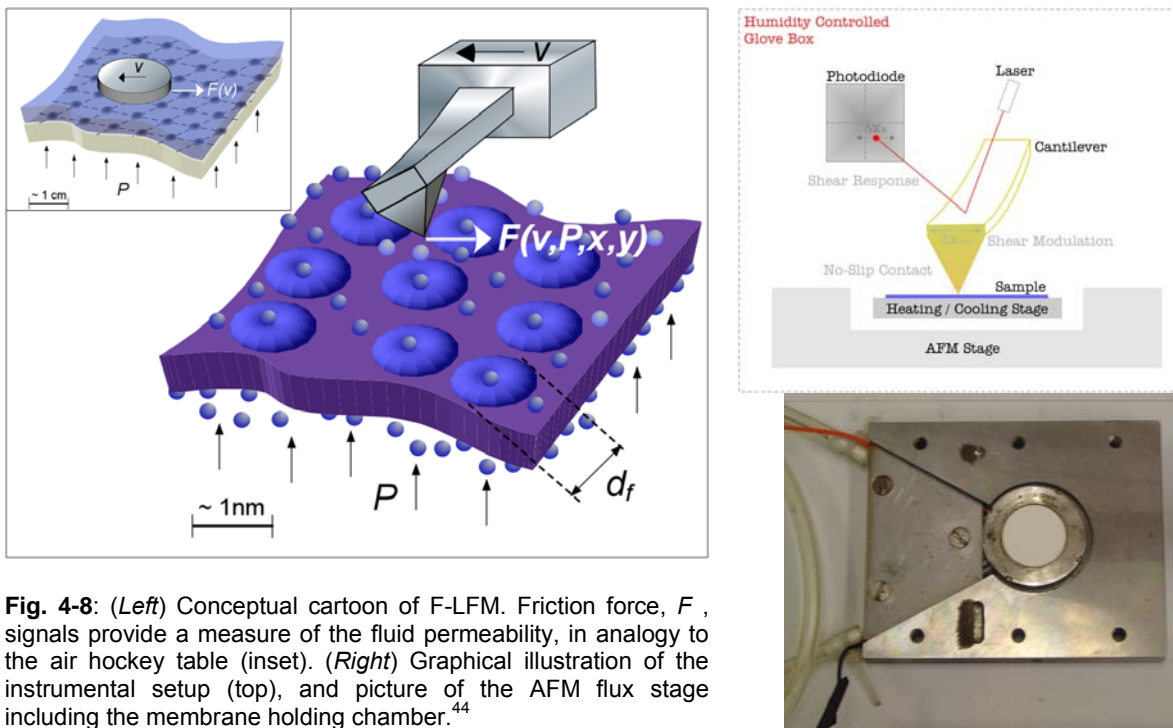 V
F(v)
P
~ 1 cm
V
F(v,P,x,y)
P
d_f
~ 1nm
Humidity Controlled
Glove Box
Photodiode
Laser
Cantilever
Shear Response
Shear Modulation
No-Slip Contact
Sample
Heating / Cooling Stage
AFM Stage
Fig. 4-8: (Left) Conceptual cartoon of F-LFM. Friction force, F ,
signals provide a measure of the fluid permeability, in analogy to
the air hockey table (inset). (Right) Graphical illustration of the
instrumental setup (top), and picture of the AFM flux stage
including the membrane holding chamber.44